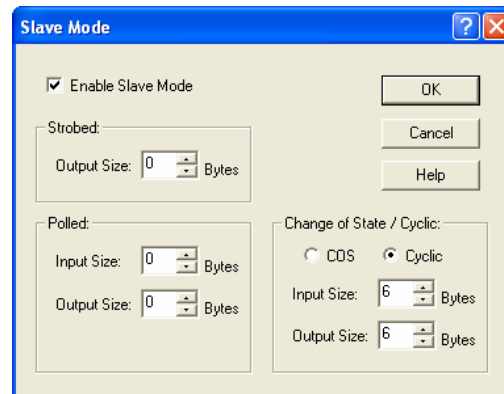 Slave Mode
Enable Slave Mode
OK
Cancel
Help
Strobed:
Output Size: 0 Bytes
Polled:
Input Size: 0 Bytes
Output Size: 0 Bytes
Change of State / Cyclic:
COS Cyclic
Input Size: 6 Bytes
Output Size: 6 Bytes